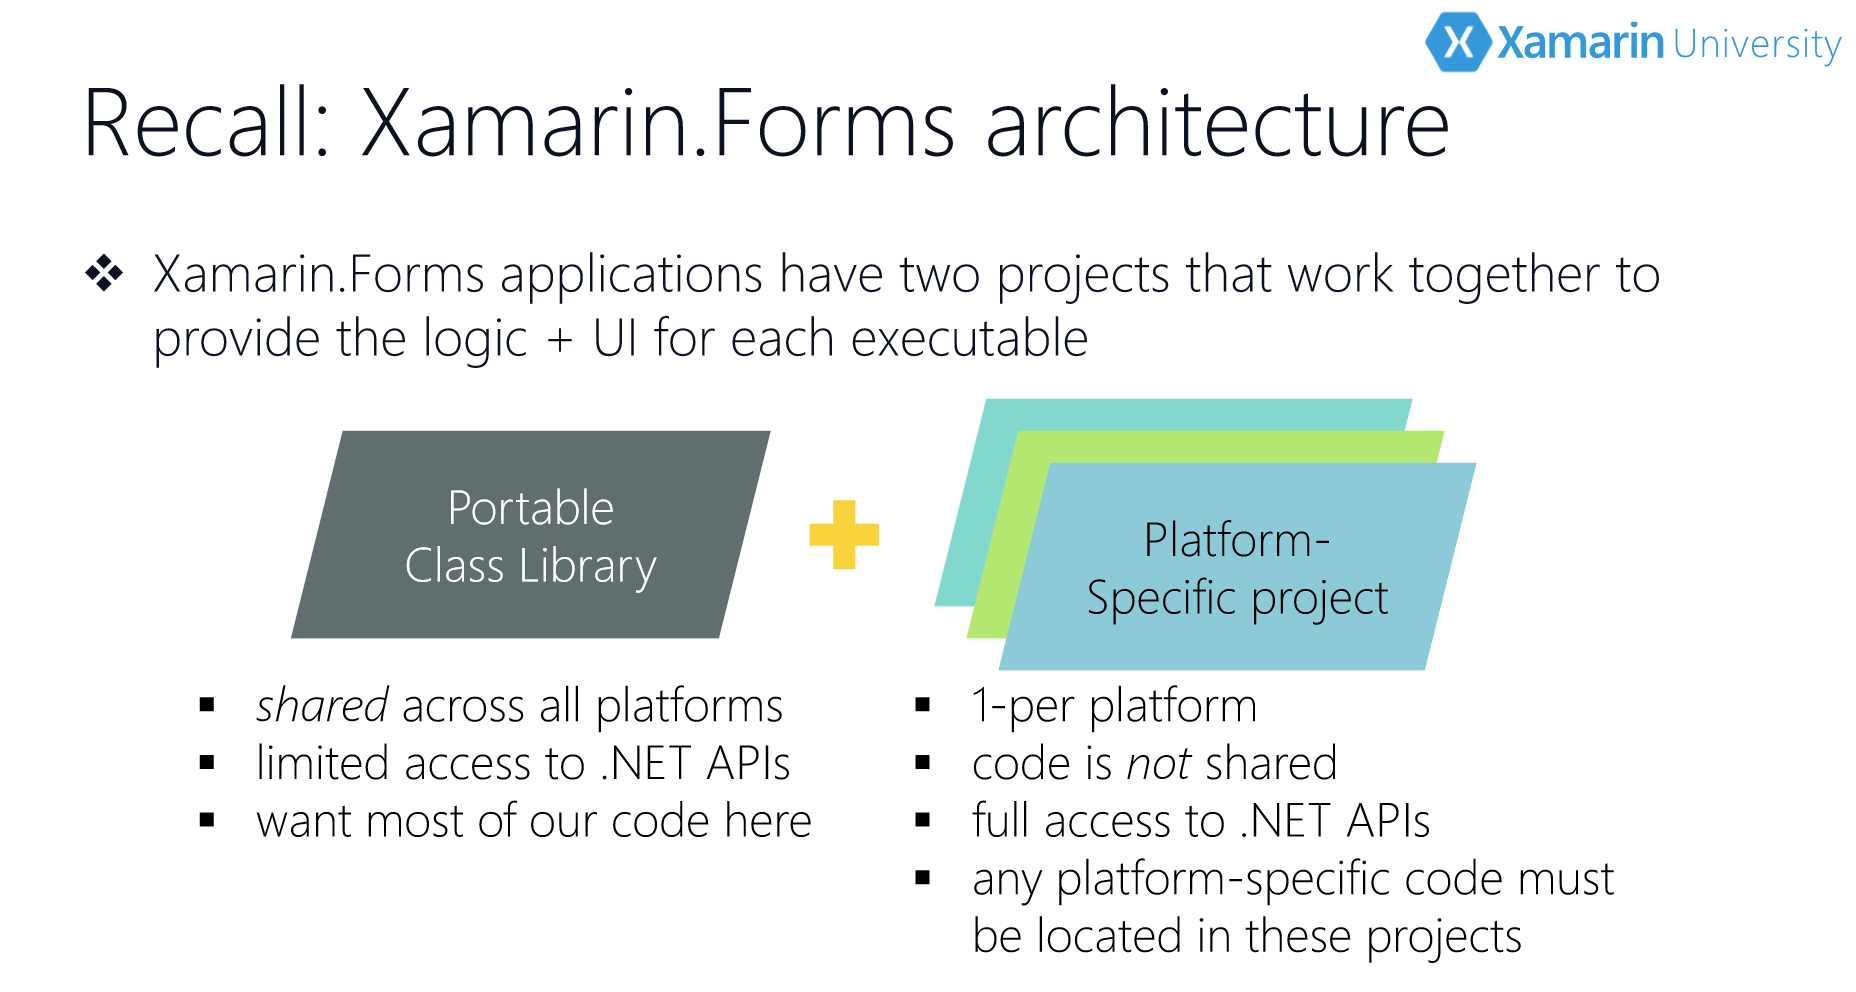 Xamarin University
Recall: Xamarin.Forms architecture
Xamarin.Forms applications have two projects that work together to
provide the logic + UI for each executable
Portable
Class Library
Platform-
Specific project
shared across all platforms
limited access to .NET APIs
want most of our code here
1-per platform
code is not shared
full access to .NET APIs
any platform-specific code must
be located in these projects